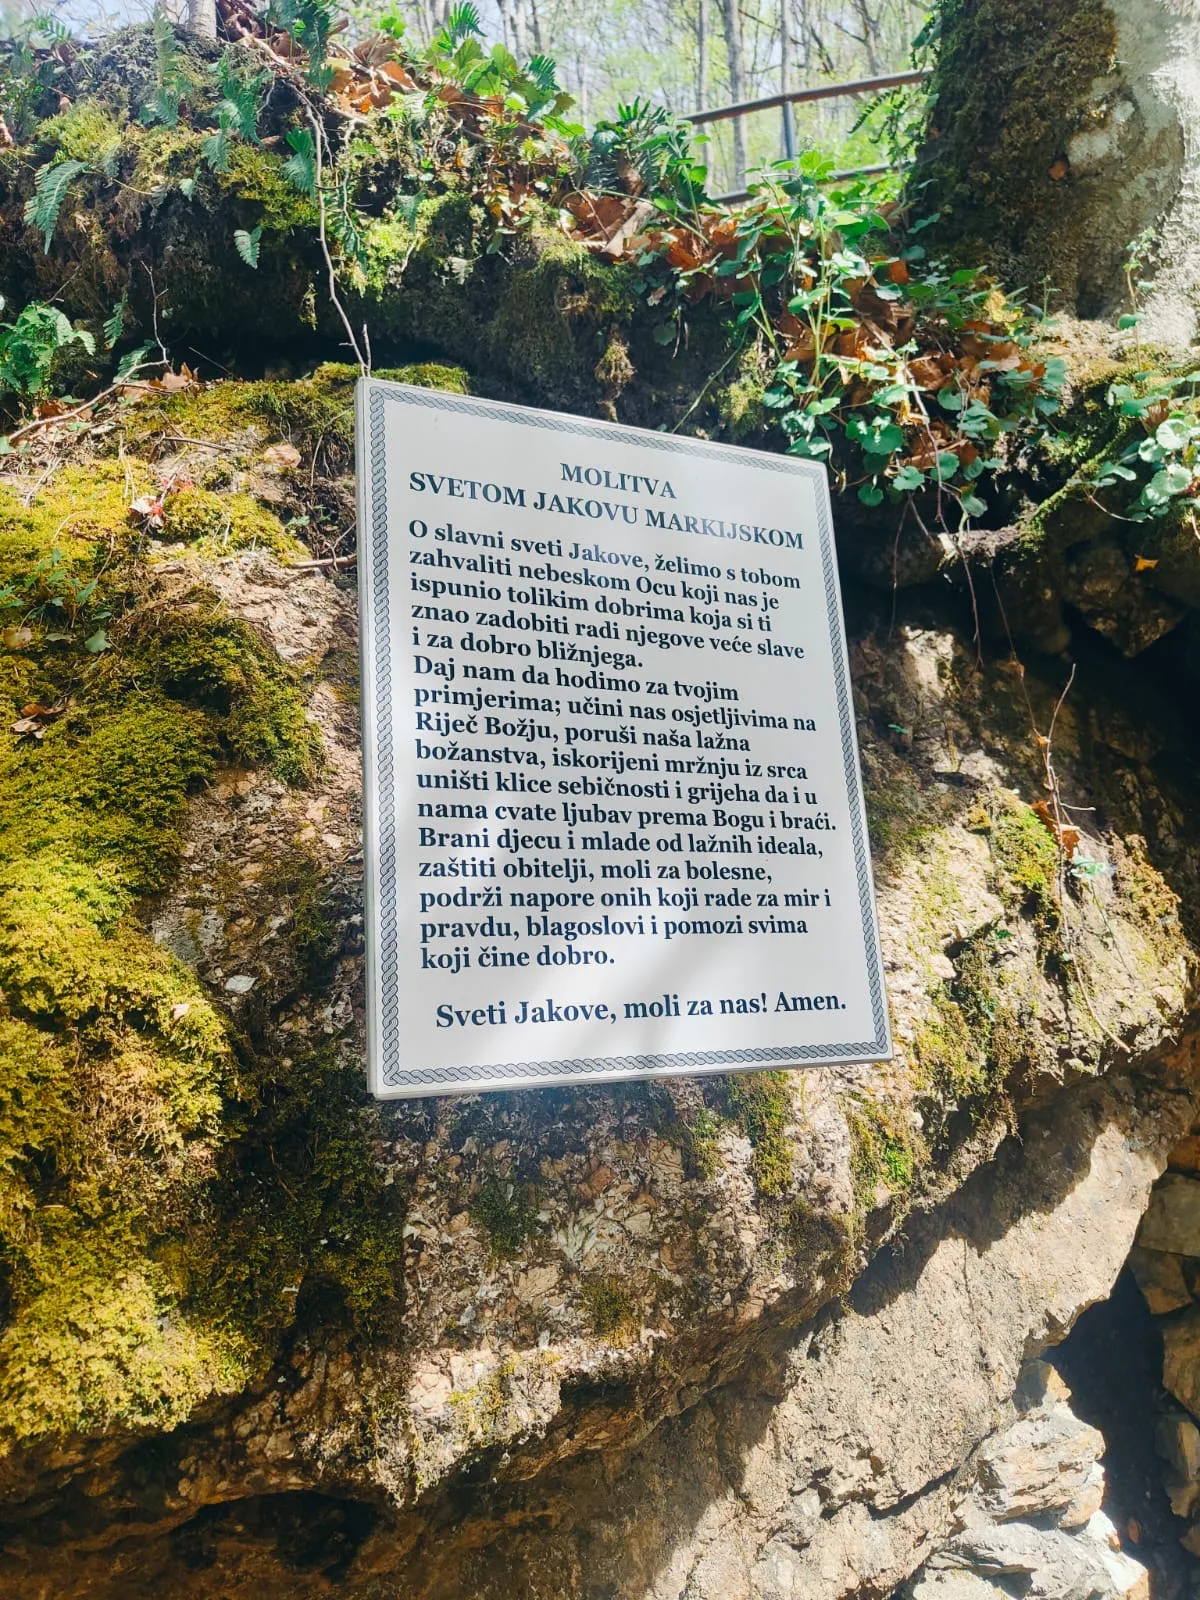 MOLITVA
SVETOM JAKOVU MARKIJSKOM
O slavni sveti Jakove, želimo s tobom
zahvaliti nebeskom Ocu koji nas je
ispunio tolikim dobrima koja si ti
znao zadobiti radi njegove veće slave
i za dobro bližnjega.
Daj nam da hodimo za tvojim
primjerima; učini nas osjetljivima na
Riječ Božju, poruši naša lažna
božanstva, iskorijeni mržnju iz srca
uništi klice sebičnosti i grijeha da i u
nama cvate ljubav prema Bogu i braći.
Brani djecu i mlade od lažnih ideala,
zaštiti obitelji, moli za bolesne,
podrži napore onih koji rade za mir i
pravdu, blagoslovi i pomozi svima
koji čine dobro.
Sveti Jakove, moli za nas! Amen.